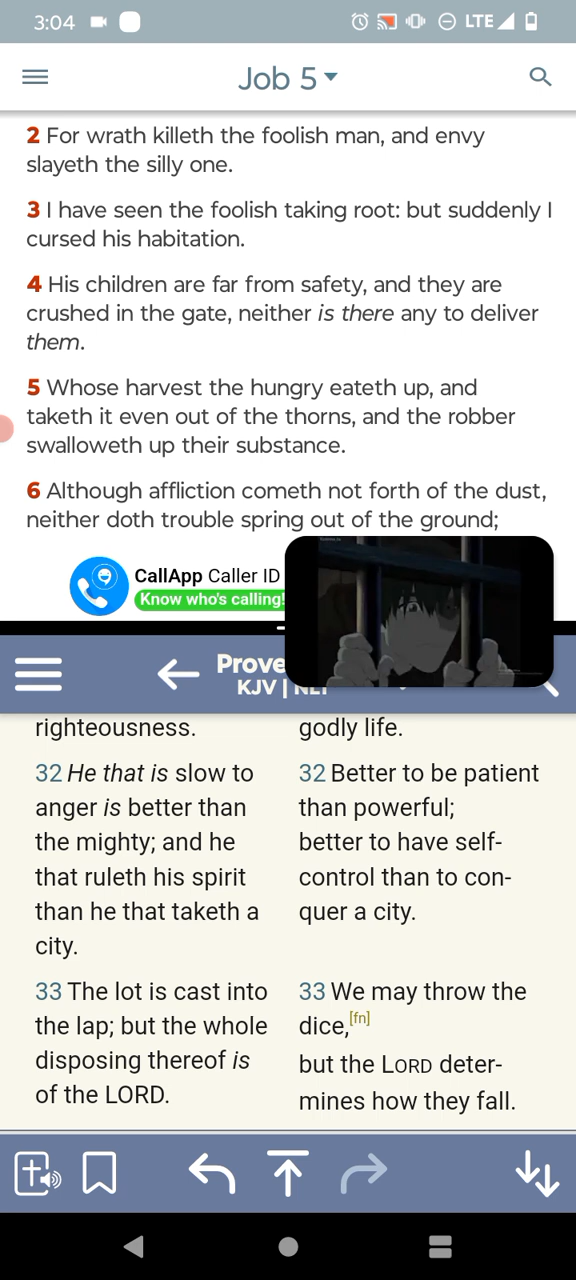 3:04 LTE
Job 5
2 For wrath killeth the foolish man, and envy
slayeth the silly one.
3 I have seen the foolish taking root: but suddenly I
cursed his habitation.
4 His children are far from safety, and they are
crushed in the gate, neither is there any to deliver
them.
5 Whose harvest the hungry eateth up, and
taketh it even out of the thorns, and the robber
swalloweth up their substance.
6 Although affliction cometh not forth of the dust,
neither doth trouble spring out of the ground;
CallApp Caller ID
Know who's calling!
Prove
KJV | NLT
righteousness.
32 He that is slow to
anger is better than
the mighty; and he
that ruleth his spirit
than he that taketh a
city.
33 The lot is cast into
the lap; but the whole
disposing thereof is
of the LORD.
godly life.
32 Better to be patient
than powerful;
better to have self-
control than to con-
quer a city.
33 We may throw the
dice,[fn]
but the LORD deter-
mines how they fall.